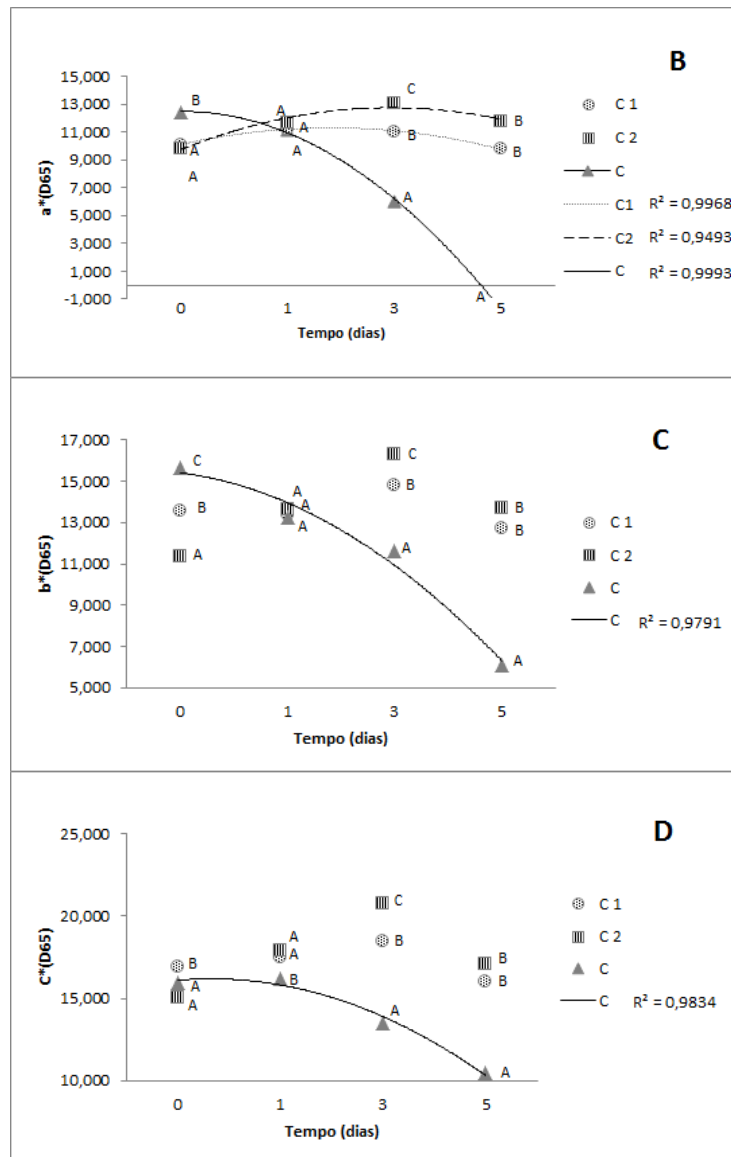 B
15,000
13,000
11,000
9,000
7,000
5,000
3,000
1,000
-1,000
a*(D65)
B
A
A
A
A
A
C
B
A
B
B
A
0 1 3 5
Tempo (dias)
C 1
C 2
C
C1 R² = 0,9968
C2 R² = 0,9493
C R² = 0,9993
C
17,000
15,000
13,000
11,000
9,000
7,000
5,000
b*(D65)
C
B
A
A
A
A
C
B
A
B
B
A
0 1 3 5
Tempo (dias)
C 1
C 2
C
C R² = 0,9791
D
25,000
20,000
15,000
10,000
C*(D65)
B
A
A
A
A
B
C
B
A
B
B
A
0 1 3 5
Tempo (dias)
C 1
C 2
C
C R² = 0,9834